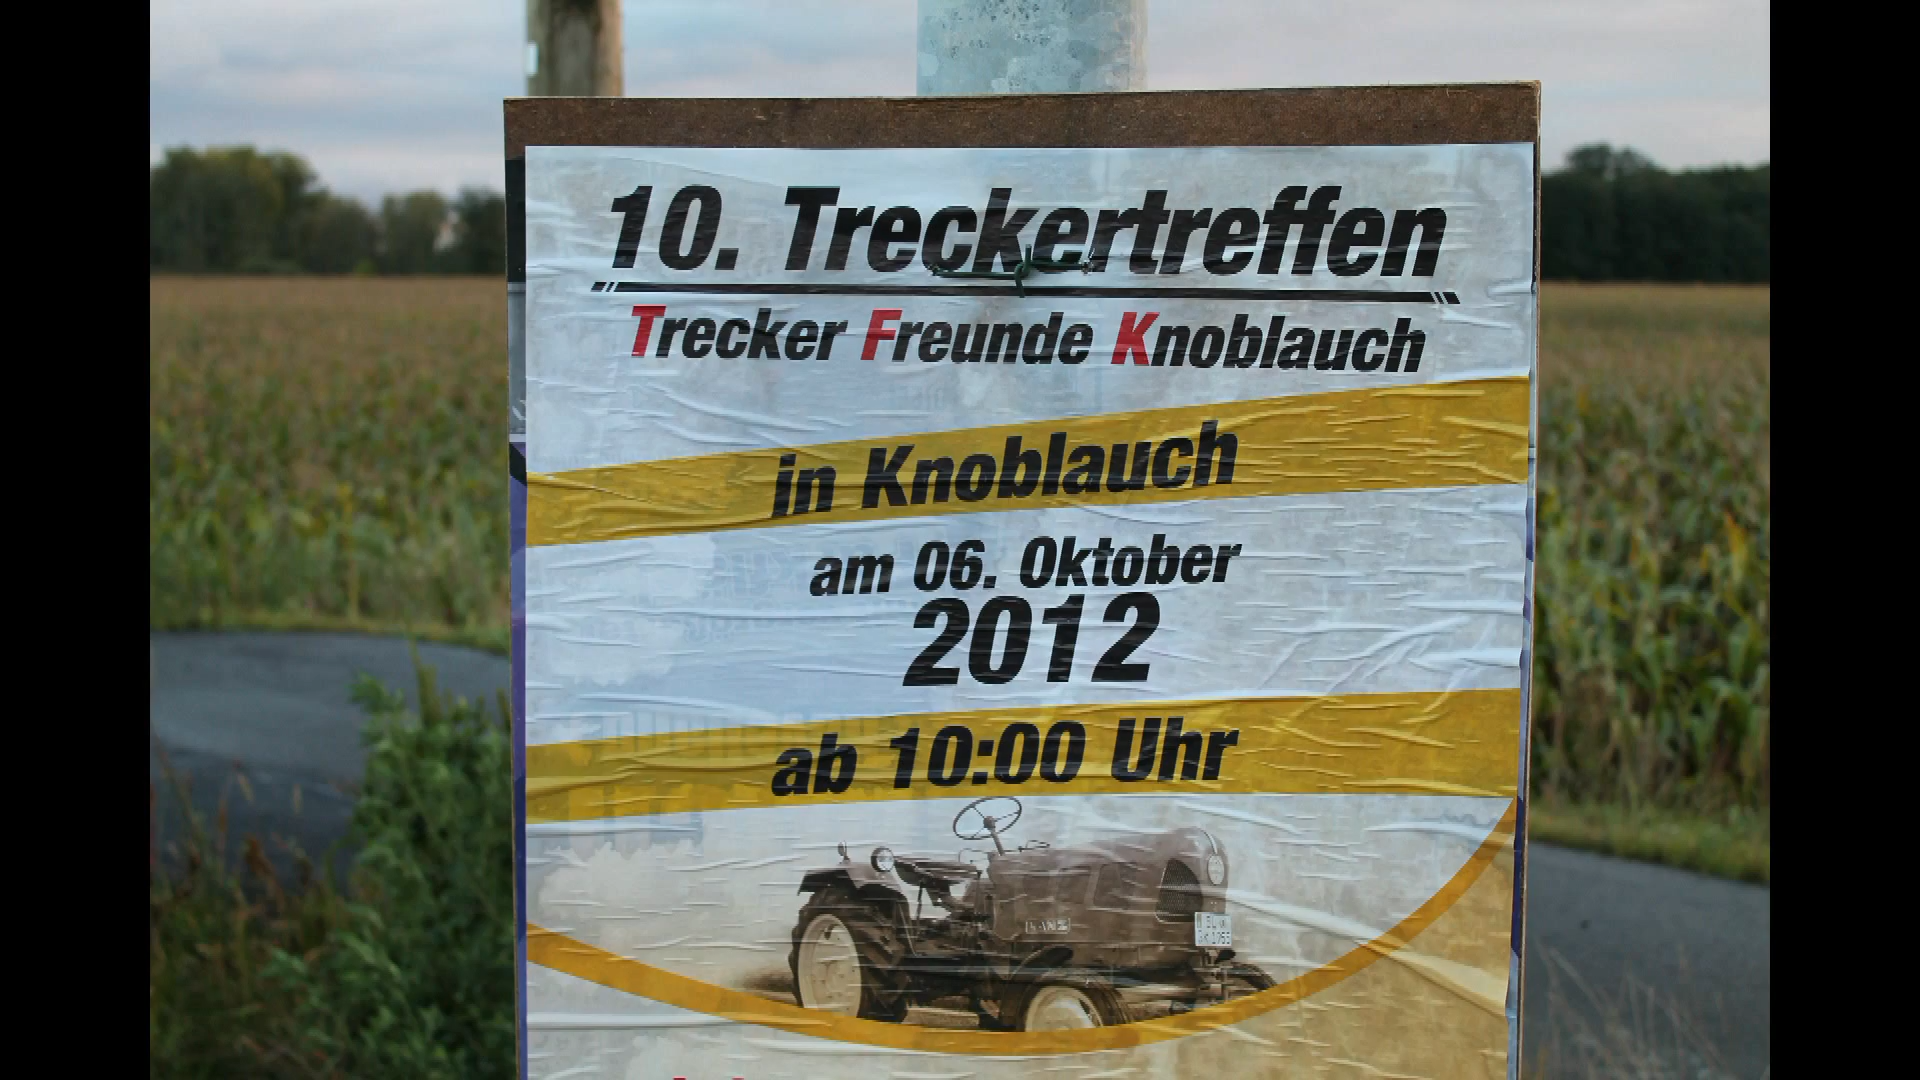 10. Treckertreffen
Trecker Freunde Knoblauch
in Knoblauch
am 06. Oktober
2012
ab 10:00 Uhr